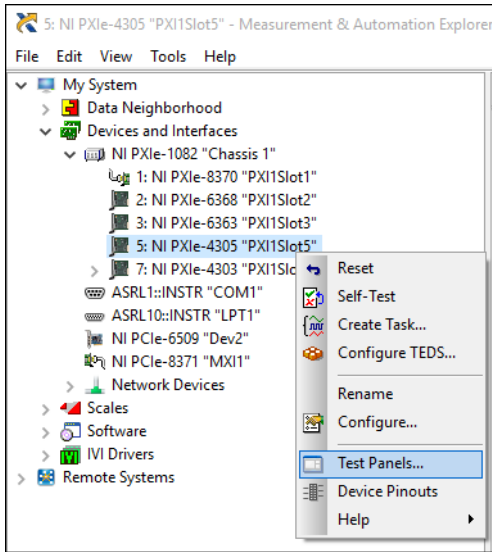 5: NI PXIe-4305 "PXI1Slot5" - Measurement & Automation Explorer
File Edit View Tools Help
My System
Data Neighborhood
Devices and Interfaces
NI PXIe-1082 "Chassis 1"
1: NI PXIe-8370 "PXI1Slot1"
2: NI PXIe-6368 "PXI1Slot2"
3: NI PXIe-6363 "PXI1Slot3"
5: NI PXIe-4305 "PXI1Slot5"
7: NI PXIe-4303
ASRL1::INSTR "COM1"
ASRL10::INSTR "LPT1"
NI PCIe-6509 "Dev2"
NI PCIe-8371 "MXI1"
Network Devices
Scales
Software
IVI Drivers
Remote Systems
Reset
Self-Test
Create Task...
Configure TEDS...
Rename
Configure...
Test Panels...
Device Pinouts
Help